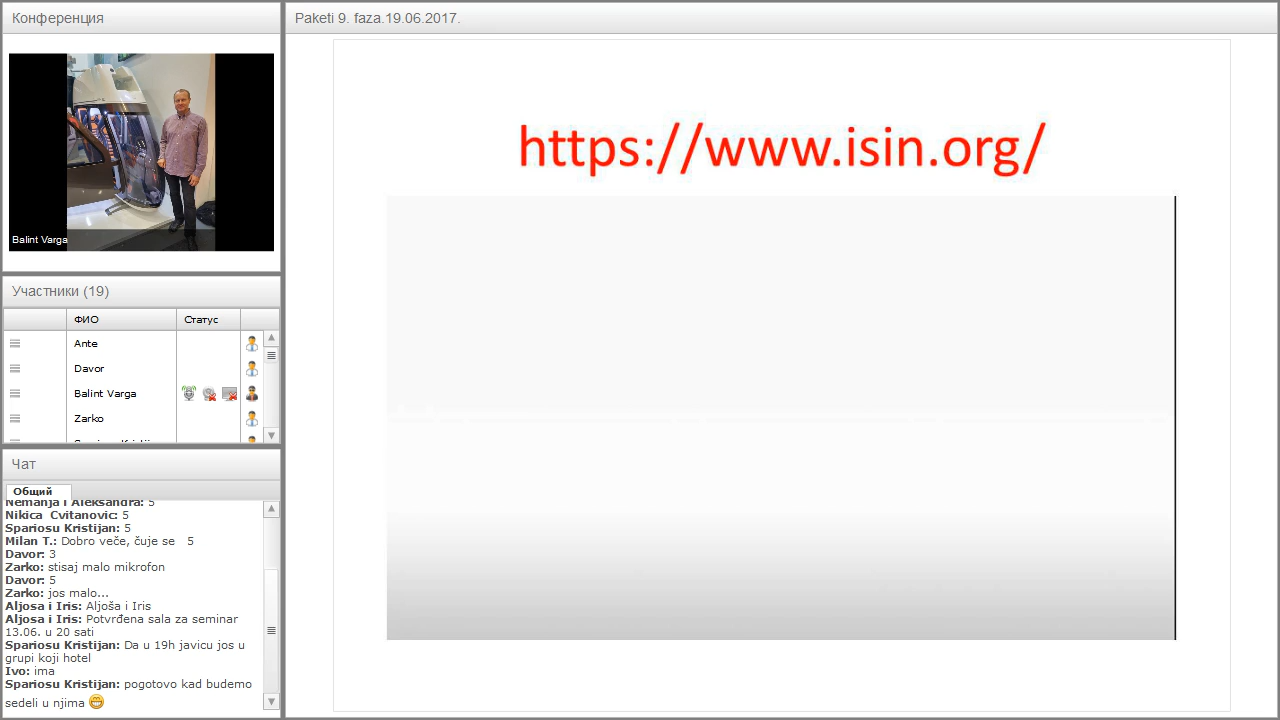 Конференция
Balint Varga
Участники (19)
ФИО Статус
Ante
Davor
Balint Varga
Zarko
Чат
Общий
Nemanja i Aleksandra: 5
Nikica Cvitanovic: 5
Spariosu Kristijan: 5
Milan T.: Dobro veče, čuje se 5
Davor: 3
Zarko: stisaj malo mikrofon
Davor: 5
Zarko: jos malo...
Aljosa i Iris: Aljoša i Iris
Aljosa i Iris: Potvrđena sala za seminar
13.06. u 20 sati
Spariosu Kristijan: Da u 19h javicu jos u
grupi koji hotel
Ivo: ima
Spariosu Kristijan: pogotovo kad budemo
sedeli u njima
Paketi 9. faza.19.06.2017.
https://www.isin.org/